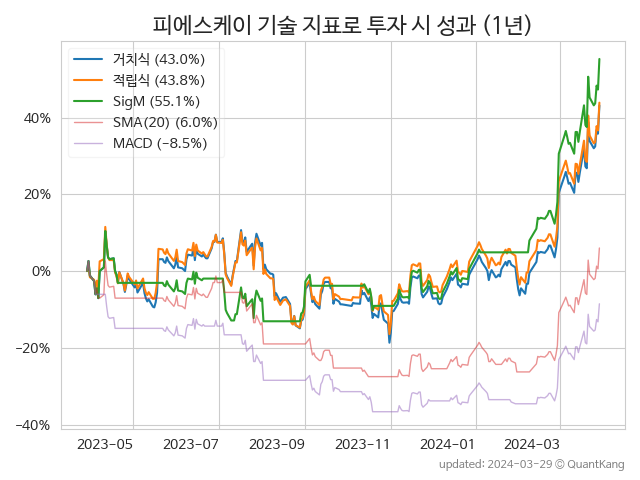 피에스케이 기술 지표로 투자 시 성과 (1년)
거치식 (43.0%)
적립식 (43.8%)
SigM (55.1%)
SMA(20) (6.0%)
MACD (−8.5%)
40%
20%
0%
−20%
−40%
2023-05 2023-07 2023-09 2023-11 2024-01 2024-03
updated: 2024-03-29 © QuantKang